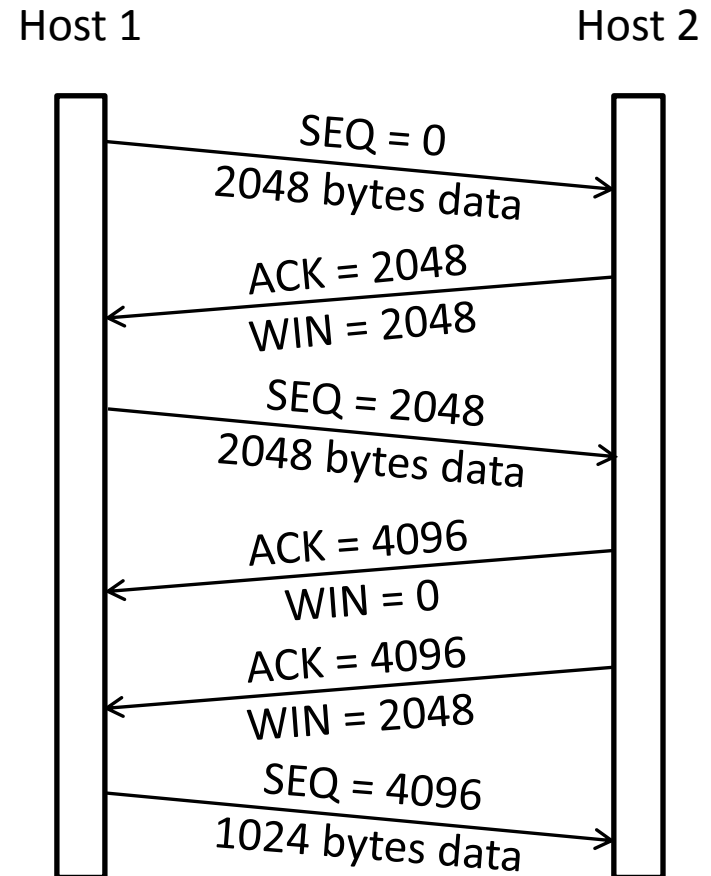 Host 1
Host 2
SEQ = 0
2048 bytes data
ACK = 2048
WIN = 2048
SEQ = 2048
2048 bytes data
ACK = 4096
WIN = 0
ACK = 4096
WIN = 2048
SEQ = 4096
1024 bytes data